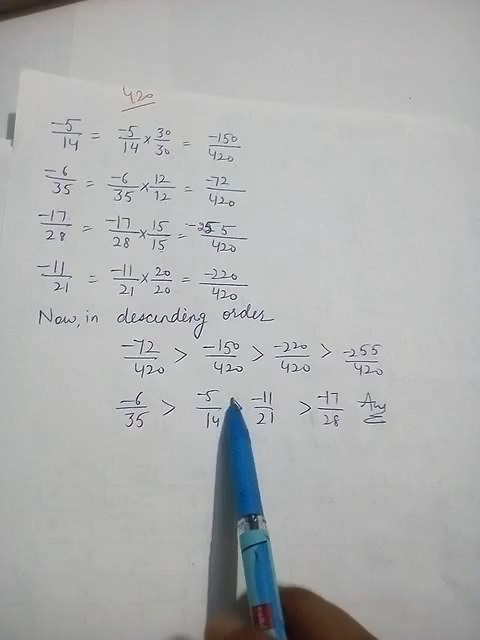 420
-5/14 = -5/14 × 30/30 = -150/420
-6/35 = -6/35 × 12/12 = -72/420
-17/28 = -17/28 × 15/15 = -255/420
-11/21 = -11/21 × 20/20 = -220/420
Now, in descending order
-72/420 > -150/420 > -220/420 > -255/420
-6/35 > -5/14 > -11/21 > -17/28 Ans